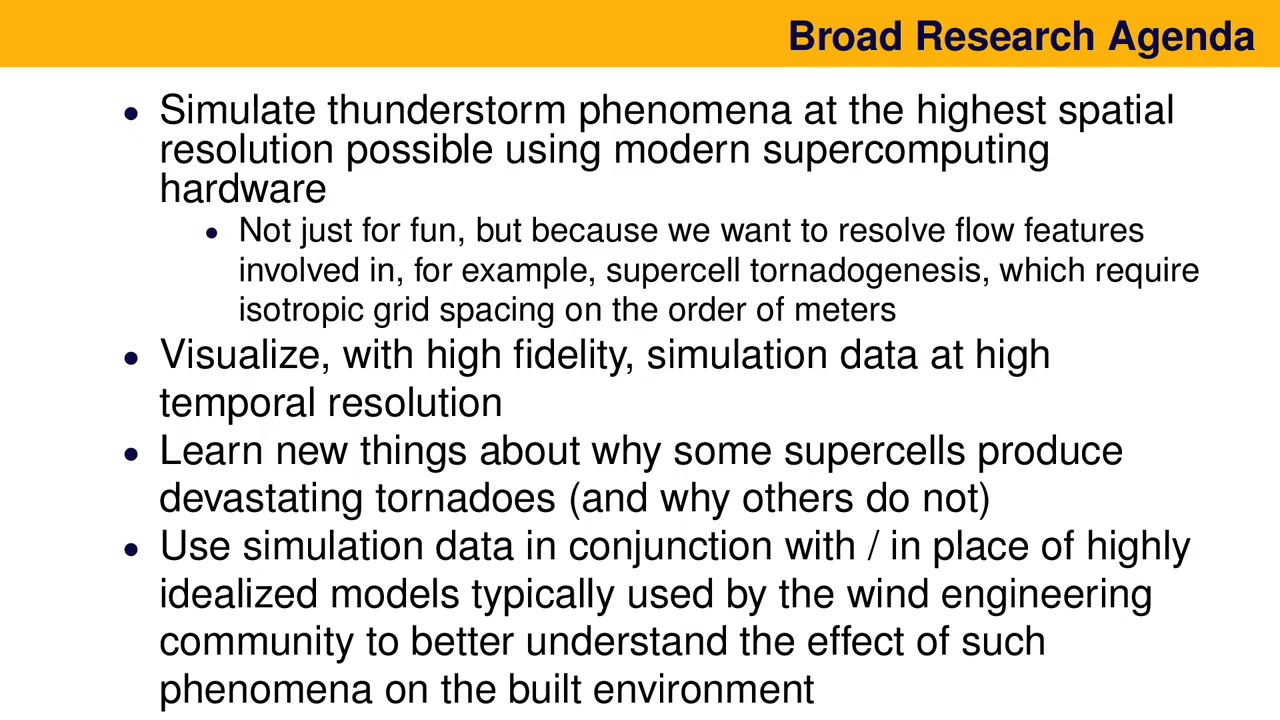 Broad Research Agenda
• Simulate thunderstorm phenomena at the highest spatial
resolution possible using modern supercomputing
hardware
• Not just for fun, but because we want to resolve flow features
involved in, for example, supercell tornadogenesis, which require
isotropic grid spacing on the order of meters
• Visualize, with high fidelity, simulation data at high
temporal resolution
• Learn new things about why some supercells produce
devastating tornadoes (and why others do not)
• Use simulation data in conjunction with / in place of highly
idealized models typically used by the wind engineering
community to better understand the effect of such
phenomena on the built environment